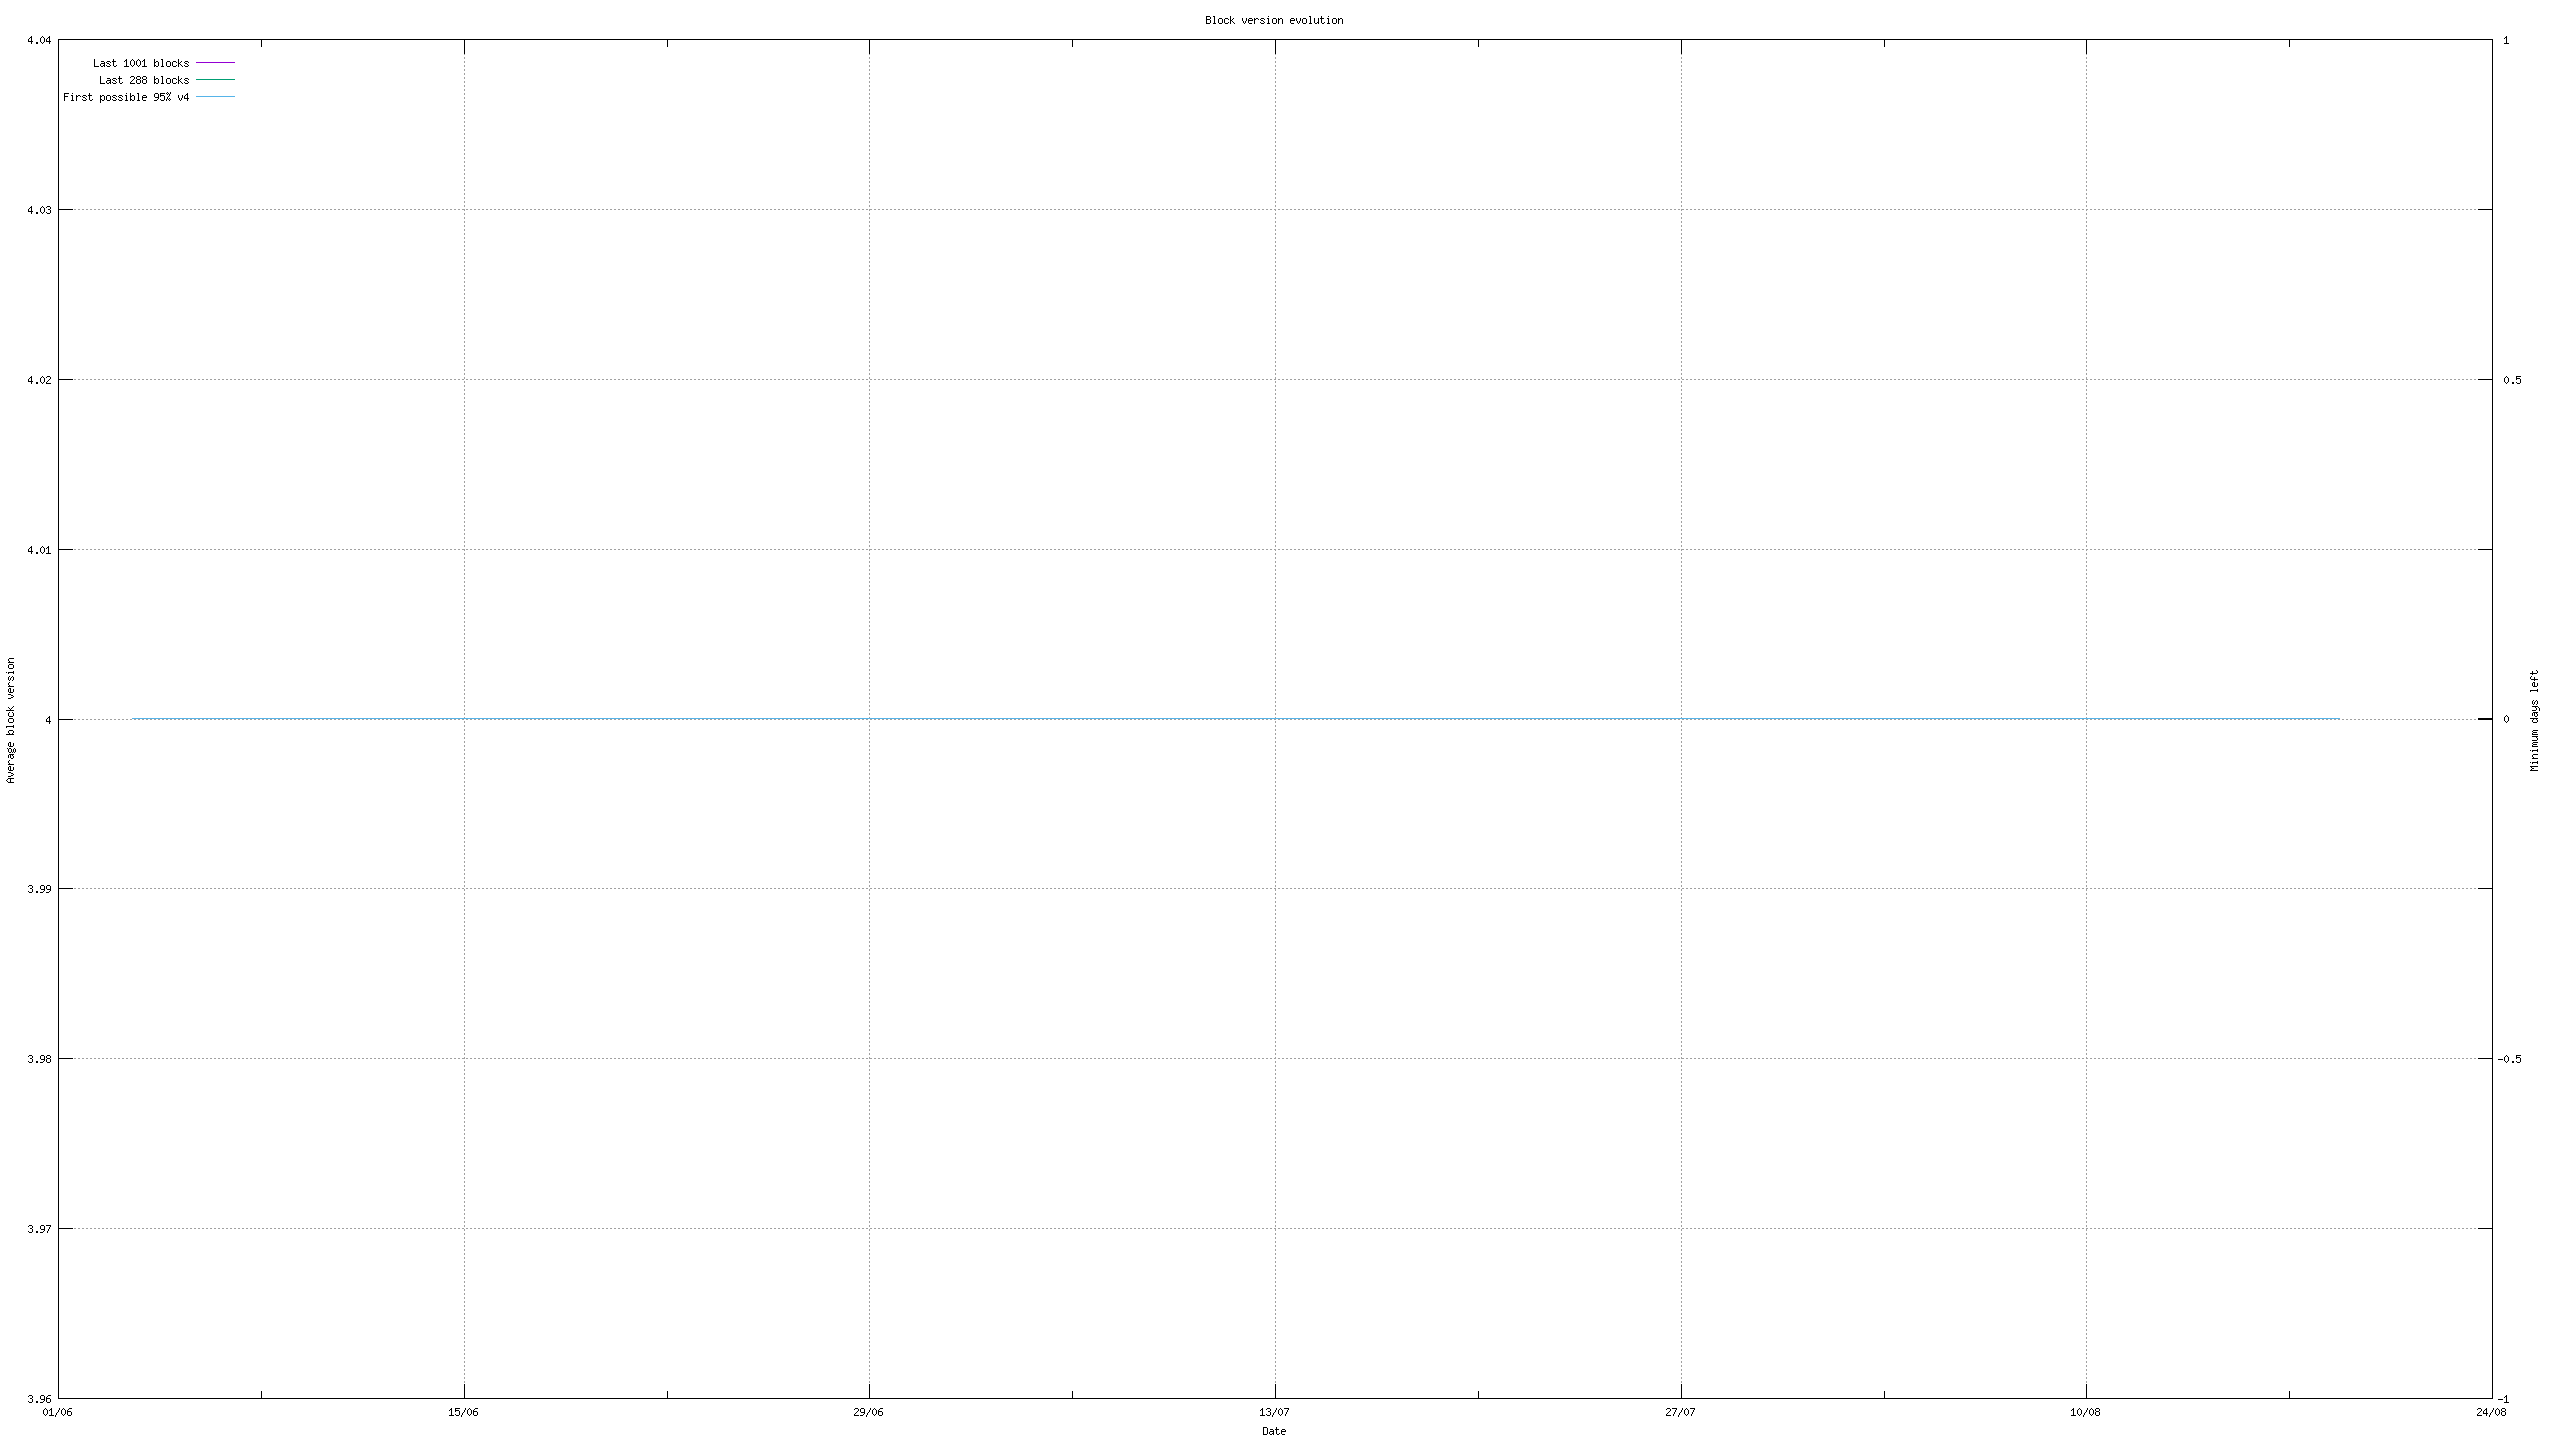 Block version evolution
Last 1001 blocks
Last 288 blocks
First possible 95% v4
4.04
4.03
4.02
4.01
4
3.99
3.98
3.97
3.96
Average block version
1
0.5
0
-0.5
-1
Minimum days left
01/06 15/06 29/06 13/07 27/07 10/08 24/08
Date